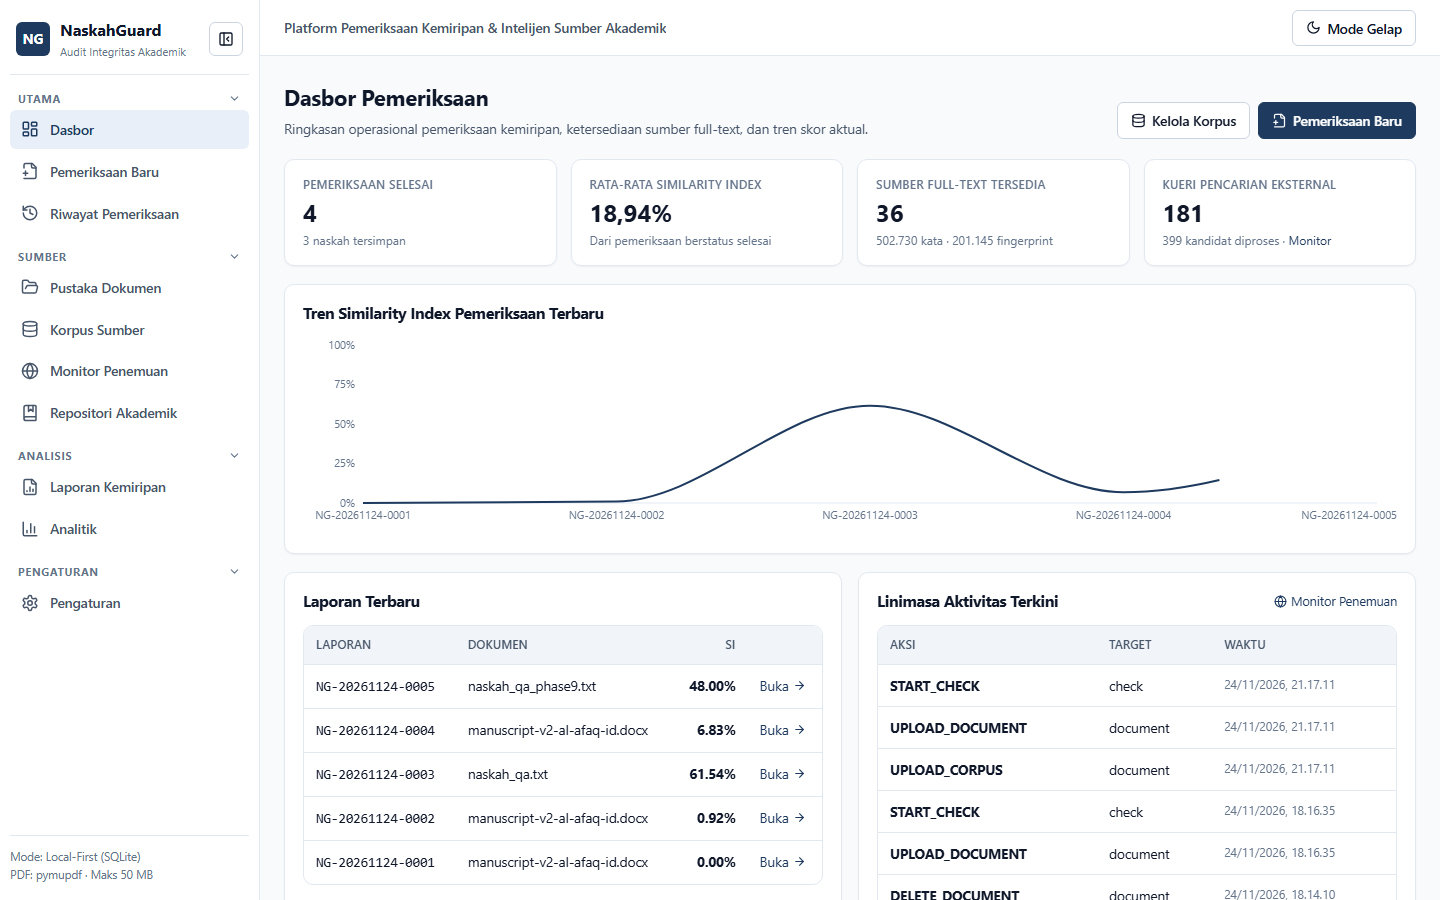 NG
NaskahGuard
Audit Integritas Akademik
UTAMA
Dasbor
Pemeriksaan Baru
Riwayat Pemeriksaan
SUMBER
Pustaka Dokumen
Korpus Sumber
Monitor Penemuan
Repositori Akademik
ANALISIS
Laporan Kemiripan
Analitik
PENGATURAN
Pengaturan
Mode: Local-First (SQLite)
PDF: pymupdf · Maks 50 MB
Platform Pemeriksaan Kemiripan & Intelijen Sumber Akademik
Mode Gelap
Dasbor Pemeriksaan
Ringkasan operasional pemeriksaan kemiripan, ketersediaan sumber full-text, dan tren skor aktual.
Kelola Korpus
Pemeriksaan Baru
PEMERIKSAAN SELESAI
4
3 naskah tersimpan
RATA-RATA SIMILARITY INDEX
18,94%
Dari pemeriksaan berstatus selesai
SUMBER FULL-TEXT TERSEDIA
36
502.730 kata · 201.145 fingerprint
KUERI PENCARIAN EKSTERNAL
181
399 kandidat diproses · Monitor
Tren Similarity Index Pemeriksaan Terbaru
100%
75%
50%
25%
0%
NG-20261124-0001 NG-20261124-0002 NG-20261124-0003 NG-20261124-0004 NG-20261124-0005
Laporan Terbaru
LAPORAN DOKUMEN SI
NG-20261124-0005 naskah_qa_phase9.txt 48.00% Buka →
NG-20261124-0004 manuscript-v2-al-afaq-id.docx 6.83% Buka →
NG-20261124-0003 naskah_qa.txt 61.54% Buka →
NG-20261124-0002 manuscript-v2-al-afaq-id.docx 0.92% Buka →
NG-20261124-0001 manuscript-v2-al-afaq-id.docx 0.00% Buka →
Linimasa Aktivitas Terkini
Monitor Penemuan
AKSI TARGET WAKTU
START_CHECK check 24/11/2026, 21.17.11
UPLOAD_DOCUMENT document 24/11/2026, 21.17.11
UPLOAD_CORPUS document 24/11/2026, 21.17.11
START_CHECK check 24/11/2026, 18.16.35
UPLOAD_DOCUMENT document 24/11/2026, 18.16.35
DELETE_DOCUMENT document 24/11/2026, 18.14.10